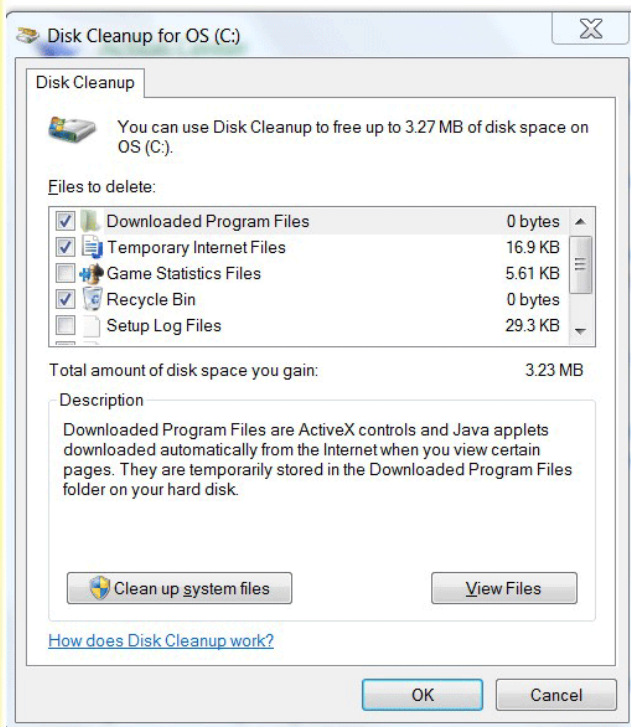 Disk Cleanup for OS (C:)
Disk Cleanup
You can use Disk Cleanup to free up to 3.27 MB of disk space on
OS (C:).
Files to delete:
Downloaded Program Files 0 bytes
Temporary Internet Files 16.9 KB
Game Statistics Files 5.61 KB
Recycle Bin 0 bytes
Setup Log Files 29.3 KB
Total amount of disk space you gain: 3.23 MB
Description
Downloaded Program Files are ActiveX controls and Java applets
downloaded automatically from the Internet when you view certain
pages. They are temporarily stored in the Downloaded Program Files
folder on your hard disk.
Clean up system files View Files
How does Disk Cleanup work?
OK Cancel